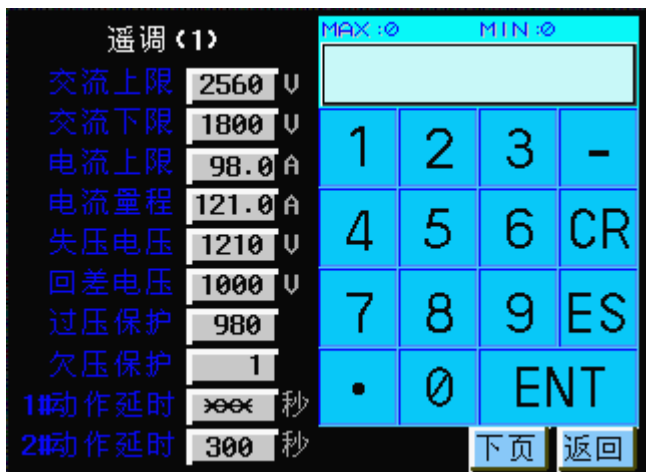 遥调(1)
交流上限 2560 V
交流下限 1800 V
电流上限 98.0 A
电流量程 121.0 A
失压电压 1210 V
回差电压 1000 V
过压保护 980
欠压保护 1
1#动作延时 xxx 秒
2#动作延时 300 秒
MAX:0 MIN:0
1 2 3 -
4 5 6 CR
7 8 9 ES
. 0 ENT
下页 返回